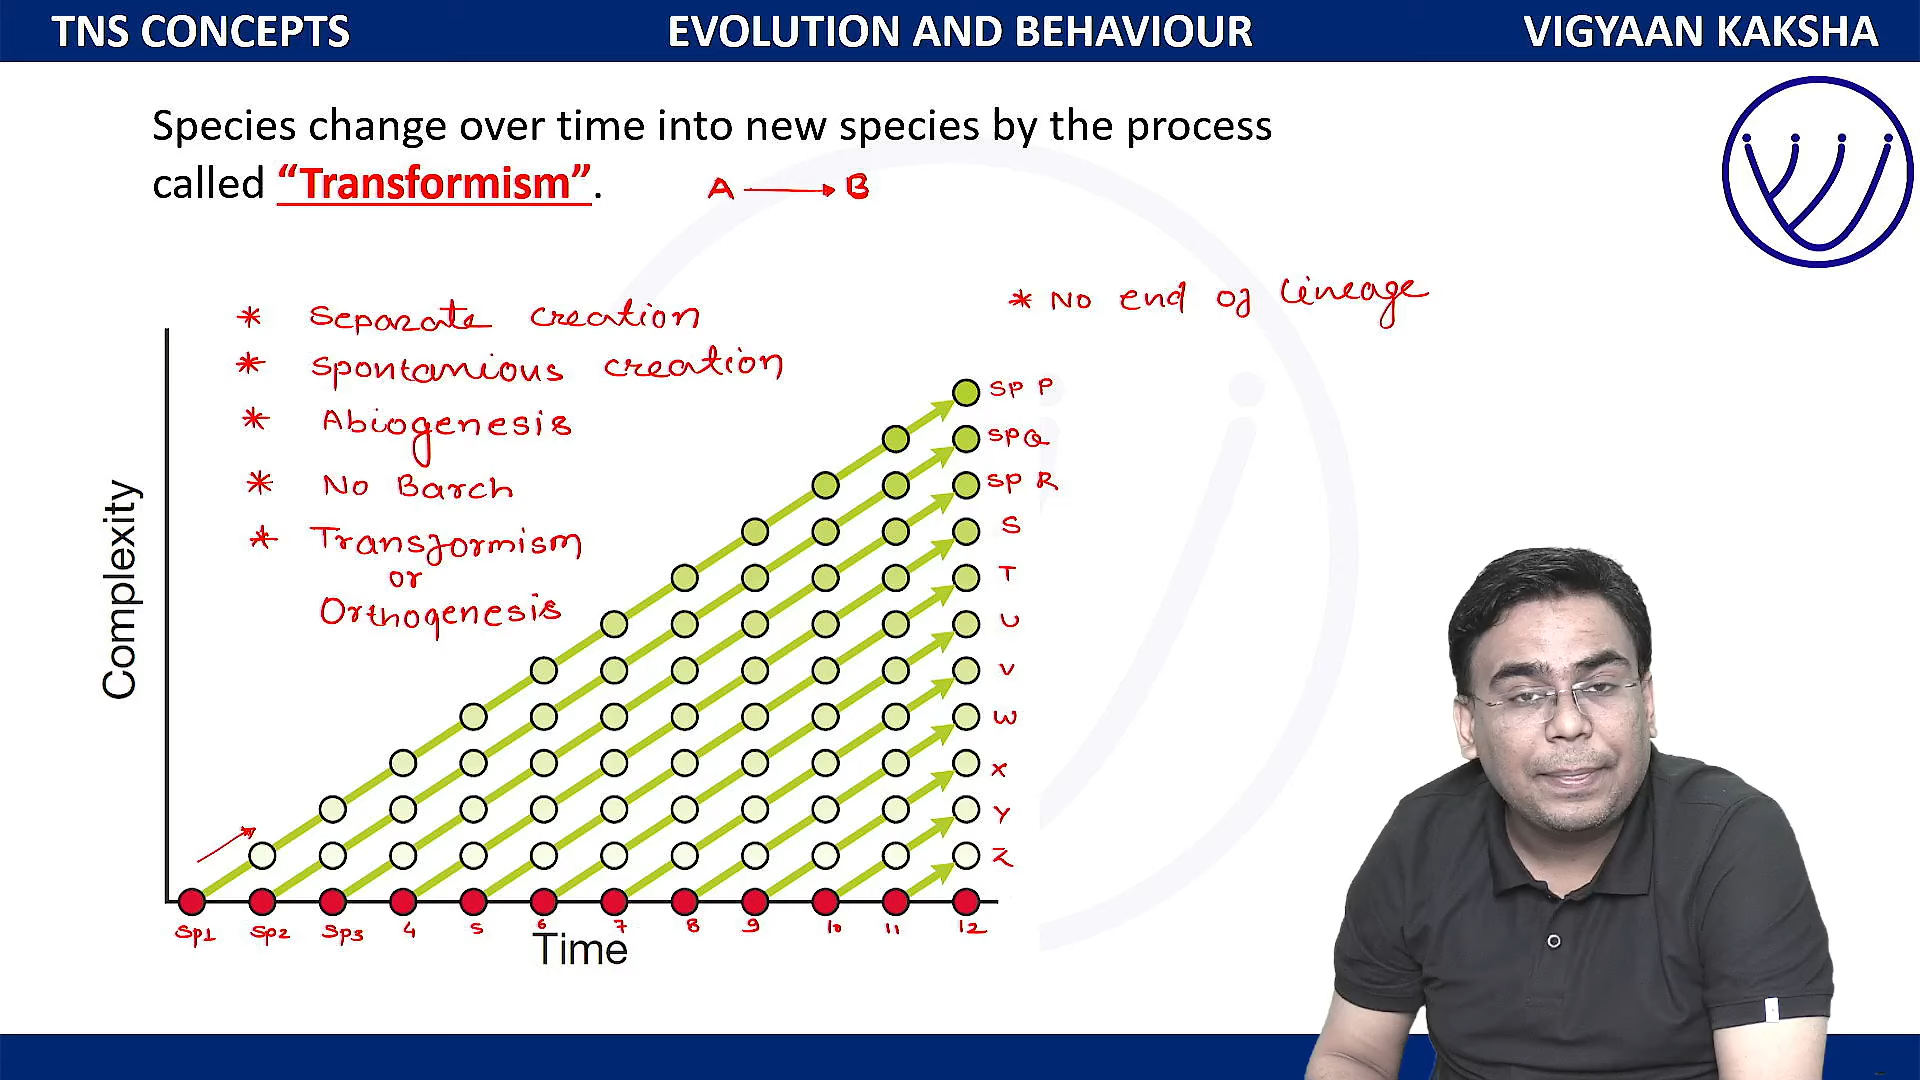 TNS CONCEPTS
EVOLUTION AND BEHAVIOUR
VIGYAAN KAKSHA
Species change over time into new species by the process
called “Transformism”.
A → B
* Separate creation
* Spontanious creation
* Abiogenesis
* No Barch
* Transformism
or
Orthogenesis
* No end of lineage
Complexity
SP P
SP Q
SP R
S
T
U
V
W
X
Y
Z
Sp1 Sp2 Sp3 4 5 6 7 8 9 10 11 12
Time